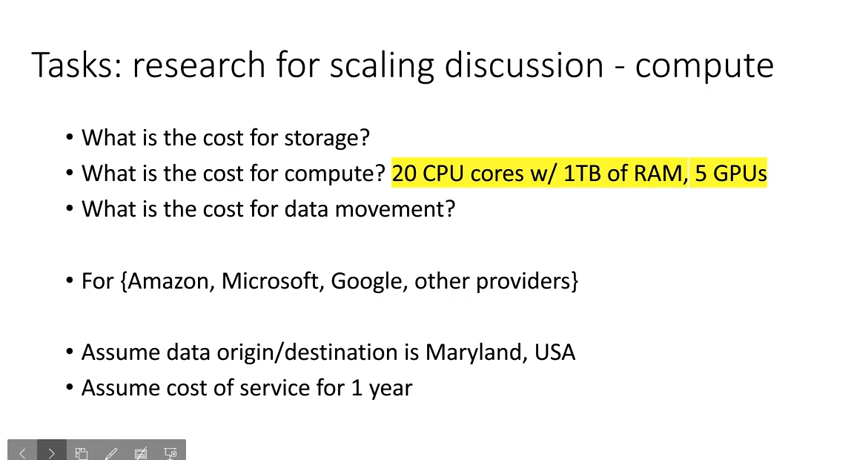 Tasks: research for scaling discussion - compute
• What is the cost for storage?
• What is the cost for compute? 20 CPU cores w/ 1TB of RAM, 5 GPUs
• What is the cost for data movement?
• For {Amazon, Microsoft, Google, other providers}
• Assume data origin/destination is Maryland, USA
• Assume cost of service for 1 year